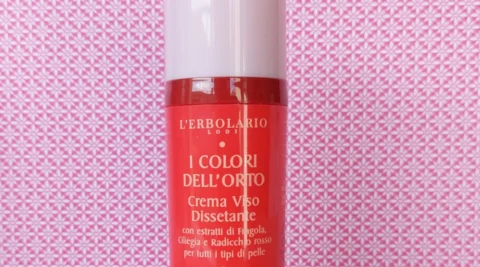 L'ERBOLARIO
LODI
I COLORI
DELL'ORTO
Crema Viso
Dissetante
con estratti di Fragola,
Ciliegia e Radicchio rosso
per tutti i tipi di pelle